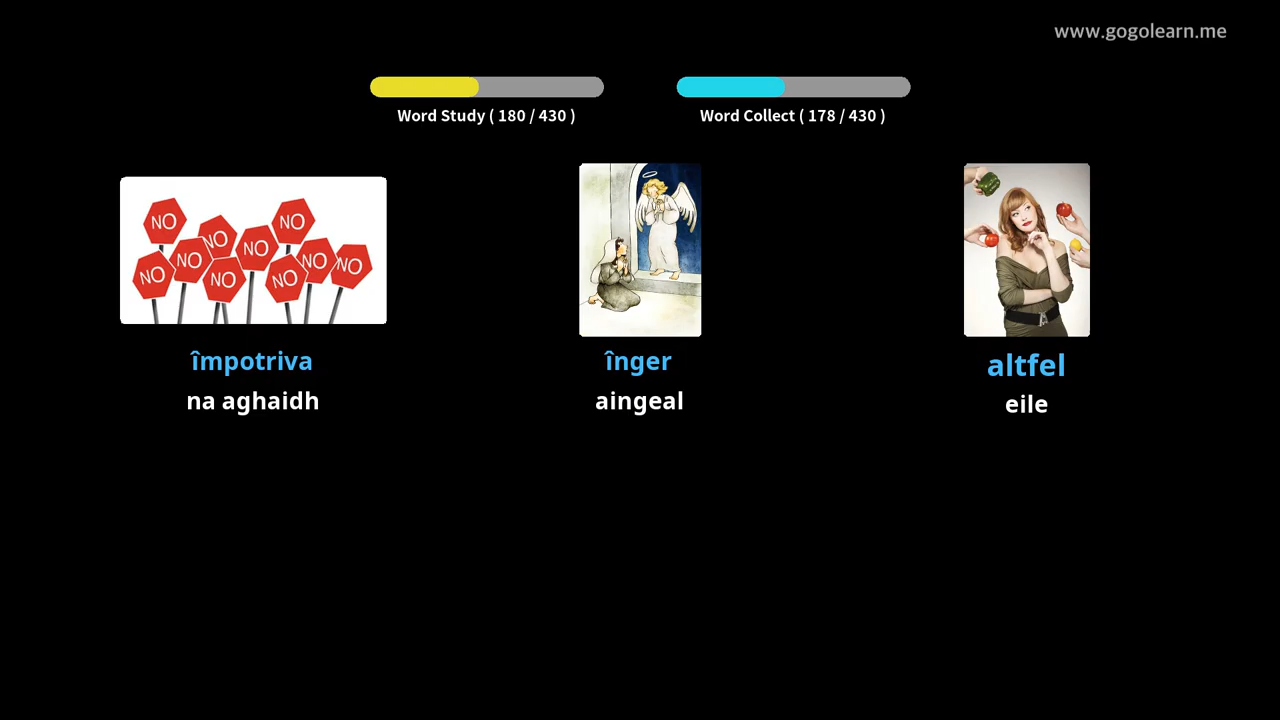 www.gogolearn.me
Word Study ( 180 / 430 )
Word Collect ( 178 / 430 )
NO
NO
NO
NO
NO
NO
NO
NO
NO
NO
împotriva
na aghaidh
înger
aingeal
altfel
eile